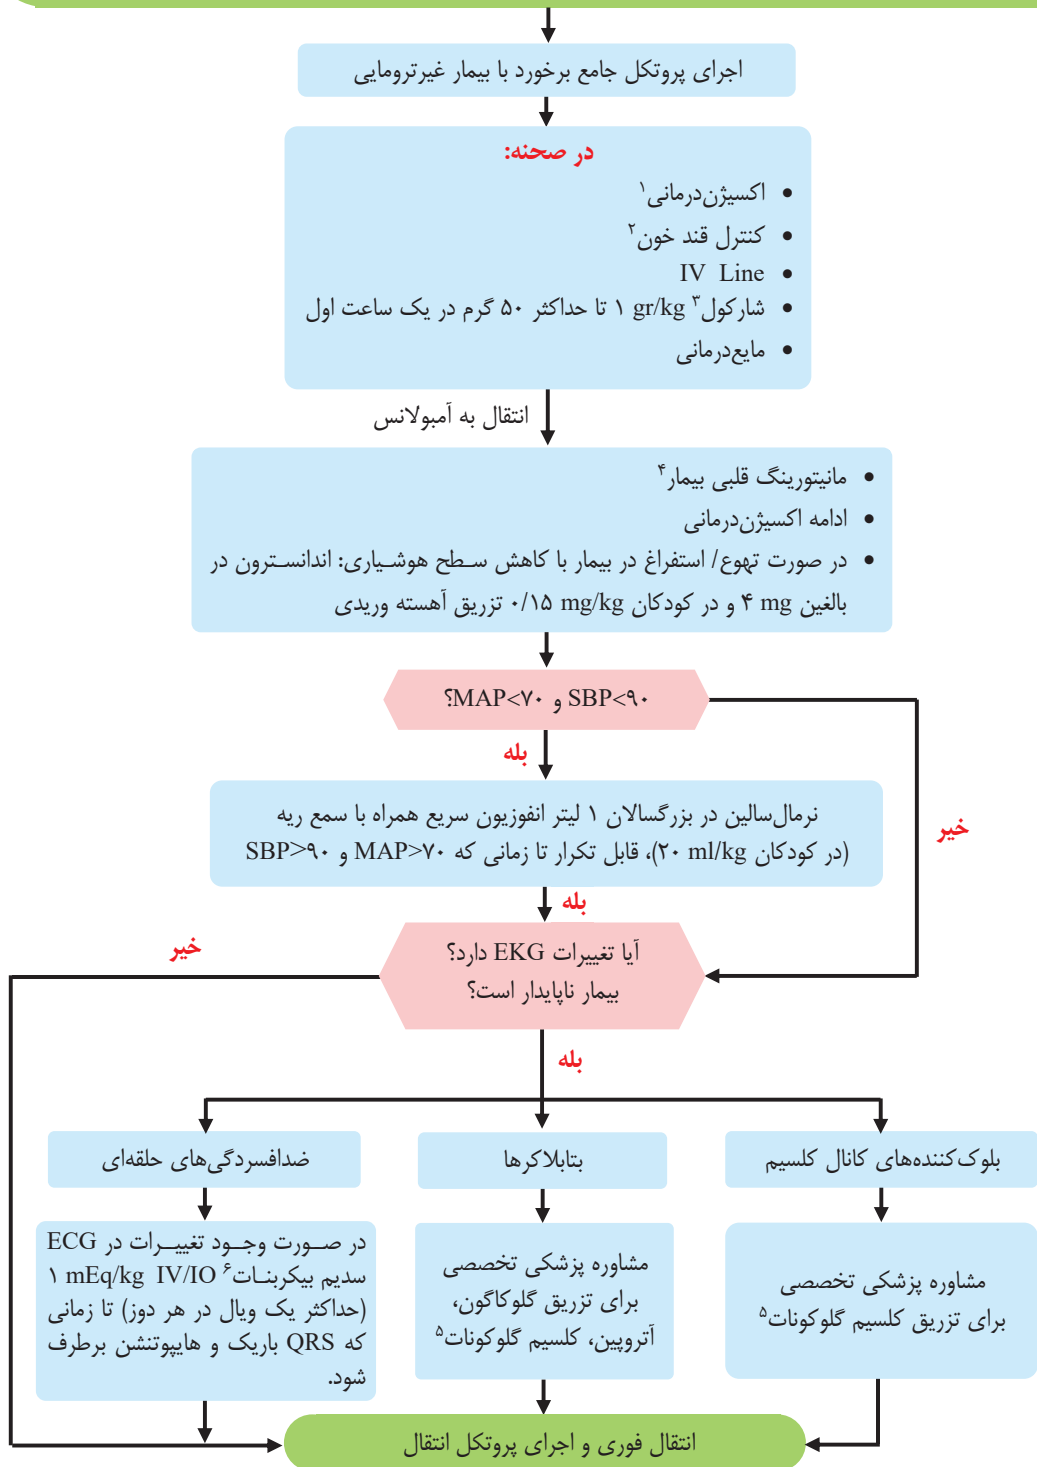 اجرای پروتکل جامع برخورد با بیمار غیرترومایی
در صحنه:
• اکسیژن‌درمانی۱
• کنترل قند خون۲
• IV Line
• شارکول۳ ۱ gr/kg تا حداکثر ۵۰ گرم در یک ساعت اول
• مایع‌درمانی
انتقال به آمبولانس
• مانیتورینگ قلبی بیمار۴
• ادامه اکسیژن‌درمانی
• در صورت تهوع/ استفراغ در بیمار با کاهش سطح هوشیاری: اندانسترون در
بالغین ۴ mg و در کودکان ۰/۱۵ mg/kg تزریق آهسته وریدی
SBP<۹۰ و MAP<۷۰؟
بله
خیر
نرمال‌سالین در بزرگسالان ۱ لیتر انفوزیون سریع همراه با سمع ریه
(در کودکان ۲۰ ml/kg)، قابل تکرار تا زمانی که MAP>۷۰ و SBP>۹۰
بله
آیا تغییرات EKG دارد؟
بیمار ناپایدار است؟
خیر
بله
بلوک‌کننده‌های کانال کلسیم
مشاوره پزشکی تخصصی
برای تزریق کلسیم گلوکونات۵
بتابلاکرها
مشاوره پزشکی تخصصی
برای تزریق گلوکاگون،
آتروپین، کلسیم گلوکونات۵
ضدافسردگی‌های حلقه‌ای
در صورت وجود تغییرات در ECG
سدیم بیکربنات۶ ۱ mEq/kg IV/IO
(حداکثر یک ویال در هر دوز) تا زمانی
که QRS باریک و هایپوتنشن برطرف
شود.
انتقال فوری و اجرای پروتکل انتقال